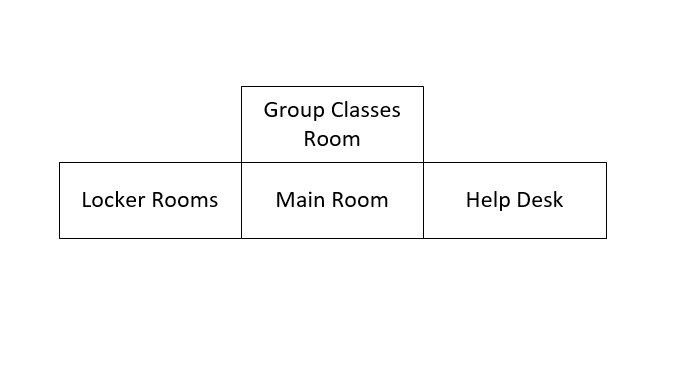 Group Classes
Room
Locker Rooms
Main Room
Help Desk